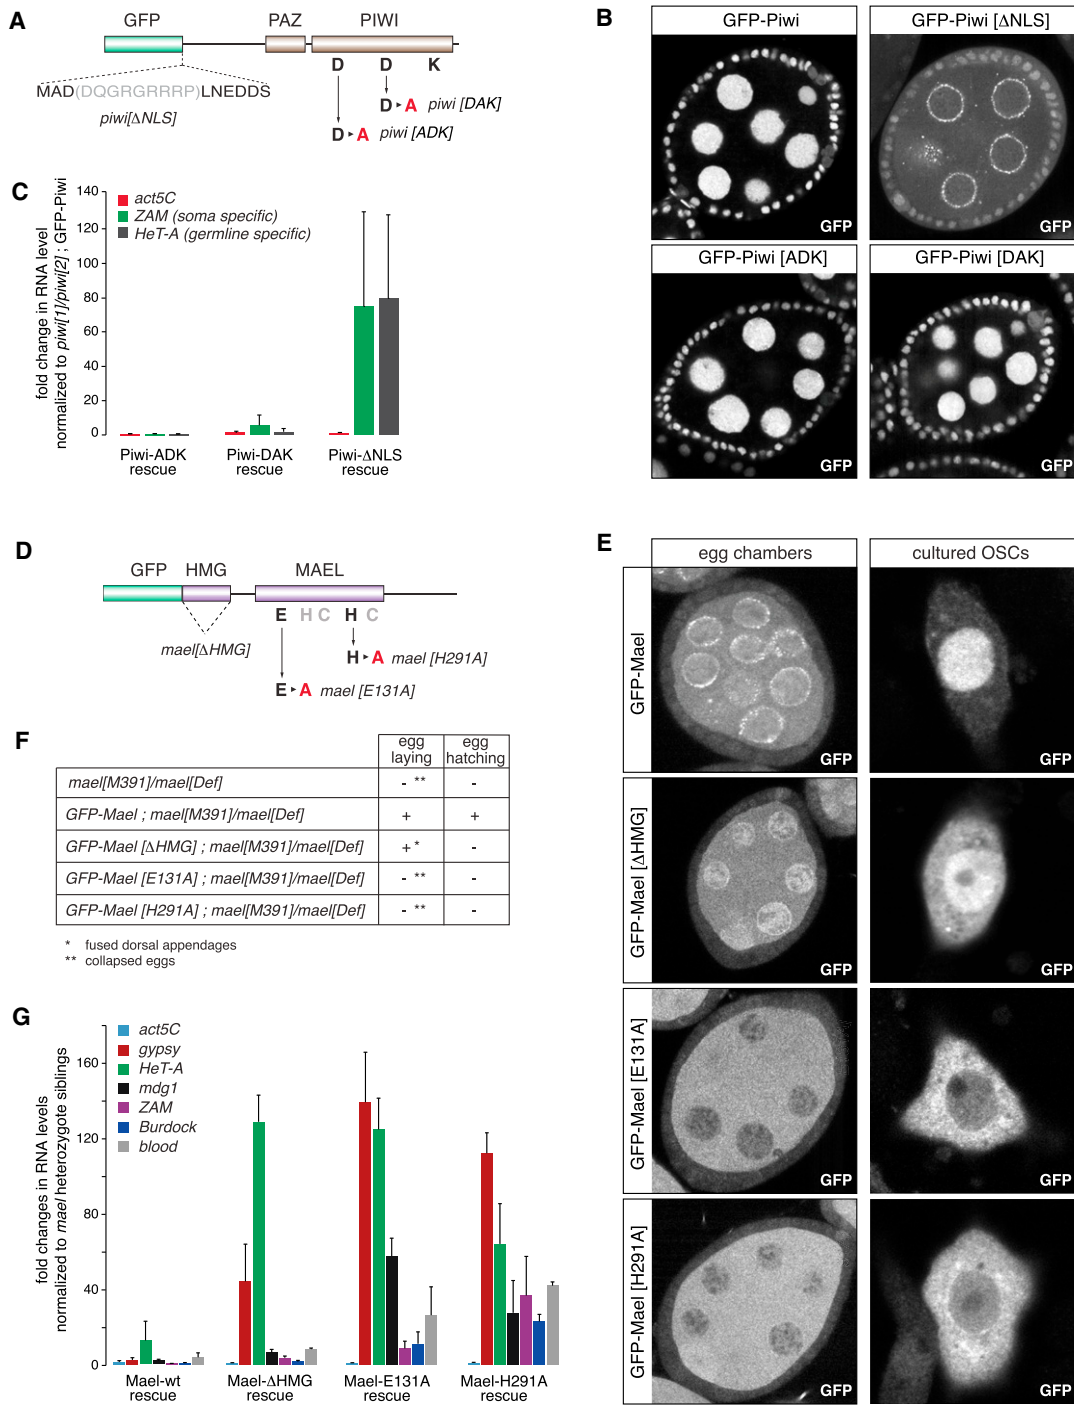 A
GFP PAZ PIWI
D D K
MAD(DQGRGRRRP)LNEDDS
D ▸ A piwi [DAK]
piwi[ΔNLS]
D ▸ A piwi [ADK]
B
GFP-Piwi
GFP
GFP-Piwi [ΔNLS]
GFP
GFP-Piwi [ADK]
GFP
GFP-Piwi [DAK]
GFP
C
fold change in RNA level
normalized to piwi[1]/piwi[2] ; GFP-Piwi
140
120
100
80
60
40
20
0
act5C
ZAM (soma specific)
HeT-A (germline specific)
Piwi-ADK
rescue
Piwi-DAK
rescue
Piwi-ΔNLS
rescue
D
GFP HMG MAEL
E H C H C
mael[ΔHMG]
H ▸ A mael [H291A]
E ▸ A mael [E131A]
E
egg chambers
cultured OSCs
GFP-Mael
GFP
GFP
GFP-Mael [ΔHMG]
GFP
GFP
GFP-Mael [E131A]
GFP
GFP
GFP-Mael [H291A]
GFP
GFP
F
egg laying
egg hatching
mael[M391]/mael[Def] - ** -
GFP-Mael ; mael[M391]/mael[Def] + +
GFP-Mael [ΔHMG] ; mael[M391]/mael[Def] + * -
GFP-Mael [E131A] ; mael[M391]/mael[Def] - ** -
GFP-Mael [H291A] ; mael[M391]/mael[Def] - ** -
* fused dorsal appendages
** collapsed eggs
G
fold changes in RNA levels
normalized to mael heterozygote siblings
160
120
80
40
0
act5C
gypsy
HeT-A
mdg1
ZAM
Burdock
blood
Mael-wt
rescue
Mael-ΔHMG
rescue
Mael-E131A
rescue
Mael-H291A
rescue